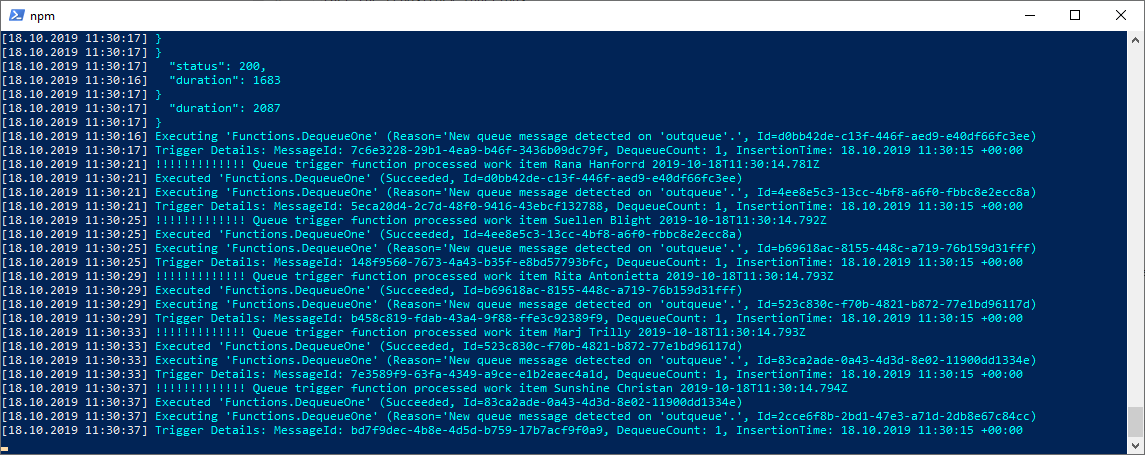 npm
[18.10.2019 11:30:17] }
[18.10.2019 11:30:17] }
[18.10.2019 11:30:17]   "status": 200,
[18.10.2019 11:30:16]   "duration": 1683
[18.10.2019 11:30:17] }
[18.10.2019 11:30:17]   "duration": 2087
[18.10.2019 11:30:17] }
[18.10.2019 11:30:16] Executing 'Functions.DequeueOne' (Reason='New queue message detected on 'outqueue'.', Id=d0bb42de-c13f-446f-aed9-e40df66fc3ee)
[18.10.2019 11:30:17] Trigger Details: MessageId: 7c6e3228-29b1-4ea9-b46f-3436b09dc79f, DequeueCount: 1, InsertionTime: 18.10.2019 11:30:15 +00:00
[18.10.2019 11:30:21] !!!!!!!!!!!!! Queue trigger function processed work item Rana Hanforrd 2019-10-18T11:30:14.781Z
[18.10.2019 11:30:21] Executed 'Functions.DequeueOne' (Succeeded, Id=d0bb42de-c13f-446f-aed9-e40df66fc3ee)
[18.10.2019 11:30:21] Executing 'Functions.DequeueOne' (Reason='New queue message detected on 'outqueue'.', Id=4ee8e5c3-13cc-4bf8-a6f0-fbbc8e2ecc8a)
[18.10.2019 11:30:21] Trigger Details: MessageId: 5eca20d4-2c7d-48f0-9416-43ebcf132788, DequeueCount: 1, InsertionTime: 18.10.2019 11:30:15 +00:00
[18.10.2019 11:30:25] !!!!!!!!!!!!! Queue trigger function processed work item Suellen Blight 2019-10-18T11:30:14.792Z
[18.10.2019 11:30:25] Executed 'Functions.DequeueOne' (Succeeded, Id=4ee8e5c3-13cc-4bf8-a6f0-fbbc8e2ecc8a)
[18.10.2019 11:30:25] Executing 'Functions.DequeueOne' (Reason='New queue message detected on 'outqueue'.', Id=b69618ac-8155-448c-a719-76b159d31fff)
[18.10.2019 11:30:25] Trigger Details: MessageId: 148f9560-7673-4a43-b35f-e8bd57793bfc, DequeueCount: 1, InsertionTime: 18.10.2019 11:30:15 +00:00
[18.10.2019 11:30:29] !!!!!!!!!!!!! Queue trigger function processed work item Rita Antonietta 2019-10-18T11:30:14.793Z
[18.10.2019 11:30:29] Executed 'Functions.DequeueOne' (Succeeded, Id=b69618ac-8155-448c-a719-76b159d31fff)
[18.10.2019 11:30:29] Executing 'Functions.DequeueOne' (Reason='New queue message detected on 'outqueue'.', Id=523c830c-f70b-4821-b872-77e1bd96117d)
[18.10.2019 11:30:29] Trigger Details: MessageId: b458c819-fdab-43a4-9f88-ffe3c92389f9, DequeueCount: 1, InsertionTime: 18.10.2019 11:30:15 +00:00
[18.10.2019 11:30:33] !!!!!!!!!!!!! Queue trigger function processed work item Marj Trilly 2019-10-18T11:30:14.793Z
[18.10.2019 11:30:33] Executed 'Functions.DequeueOne' (Succeeded, Id=523c830c-f70b-4821-b872-77e1bd96117d)
[18.10.2019 11:30:33] Executing 'Functions.DequeueOne' (Reason='New queue message detected on 'outqueue'.', Id=83ca2ade-0a43-4d3d-8e02-11900dd1334e)
[18.10.2019 11:30:33] Trigger Details: MessageId: 7e3589f9-63fa-4349-a9ce-e1b2eaec4a1d, DequeueCount: 1, InsertionTime: 18.10.2019 11:30:15 +00:00
[18.10.2019 11:30:37] !!!!!!!!!!!!! Queue trigger function processed work item Sunshine Christan 2019-10-18T11:30:14.794Z
[18.10.2019 11:30:37] Executed 'Functions.DequeueOne' (Succeeded, Id=83ca2ade-0a43-4d3d-8e02-11900dd1334e)
[18.10.2019 11:30:37] Executing 'Functions.DequeueOne' (Reason='New queue message detected on 'outqueue'.', Id=2cce6f8b-2bd1-47e3-a71d-2db8e67c84cc)
[18.10.2019 11:30:37] Trigger Details: MessageId: bd7f9dec-4b8e-4d5d-b759-17b7acf9f0a9, DequeueCount: 1, InsertionTime: 18.10.2019 11:30:15 +00:00